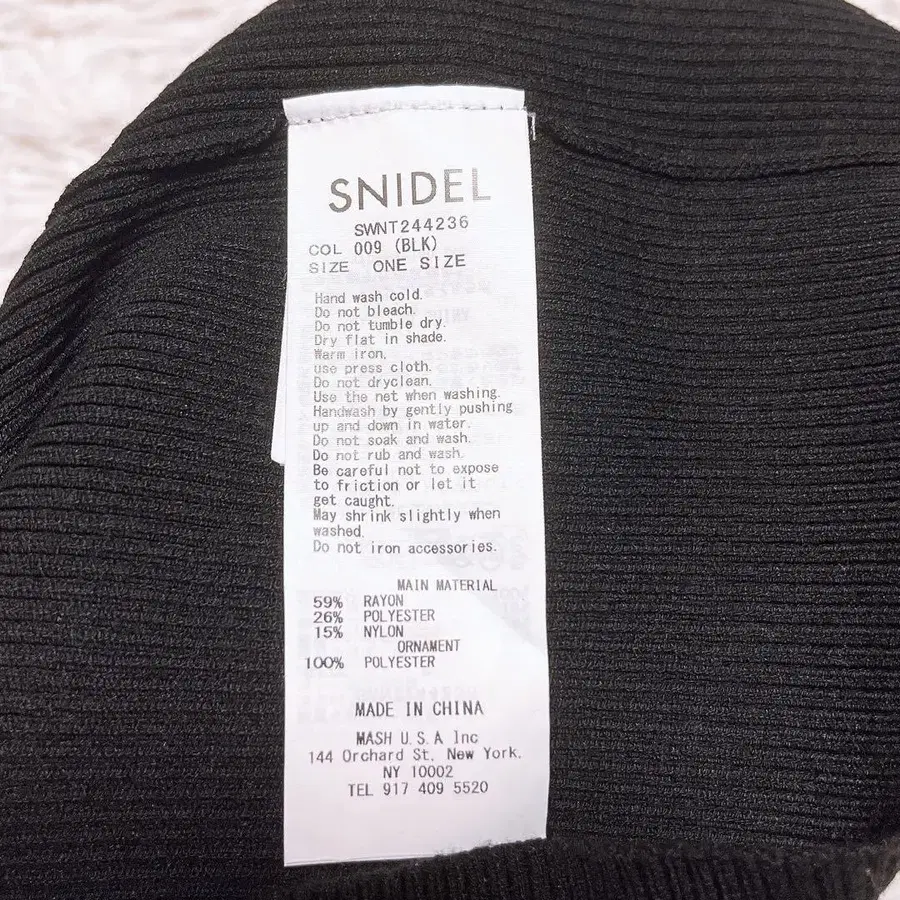 SNIDEL
SWNT244236
COL 009 (BLK)
SIZE ONE SIZE
Hand wash cold.
Do not bleach.
Do not tumble dry.
Dry flat in shade.
Warm iron,
use press cloth.
Do not dryclean.
Use the net when washing.
Handwash by gently pushing
up and down in water.
Do not soak and wash.
Do not rub and wash.
Be careful not to expose
to friction or let it
get caught.
May shrink slightly when
washed.
Do not iron accessories.
MAIN MATERIAL
59% RAYON
26% POLYESTER
15% NYLON
ORNAMENT
100% POLYESTER
MADE IN CHINA
MASH U.S.A Inc
144 Orchard St, New York.
NY 10002
TEL 917 409 5520